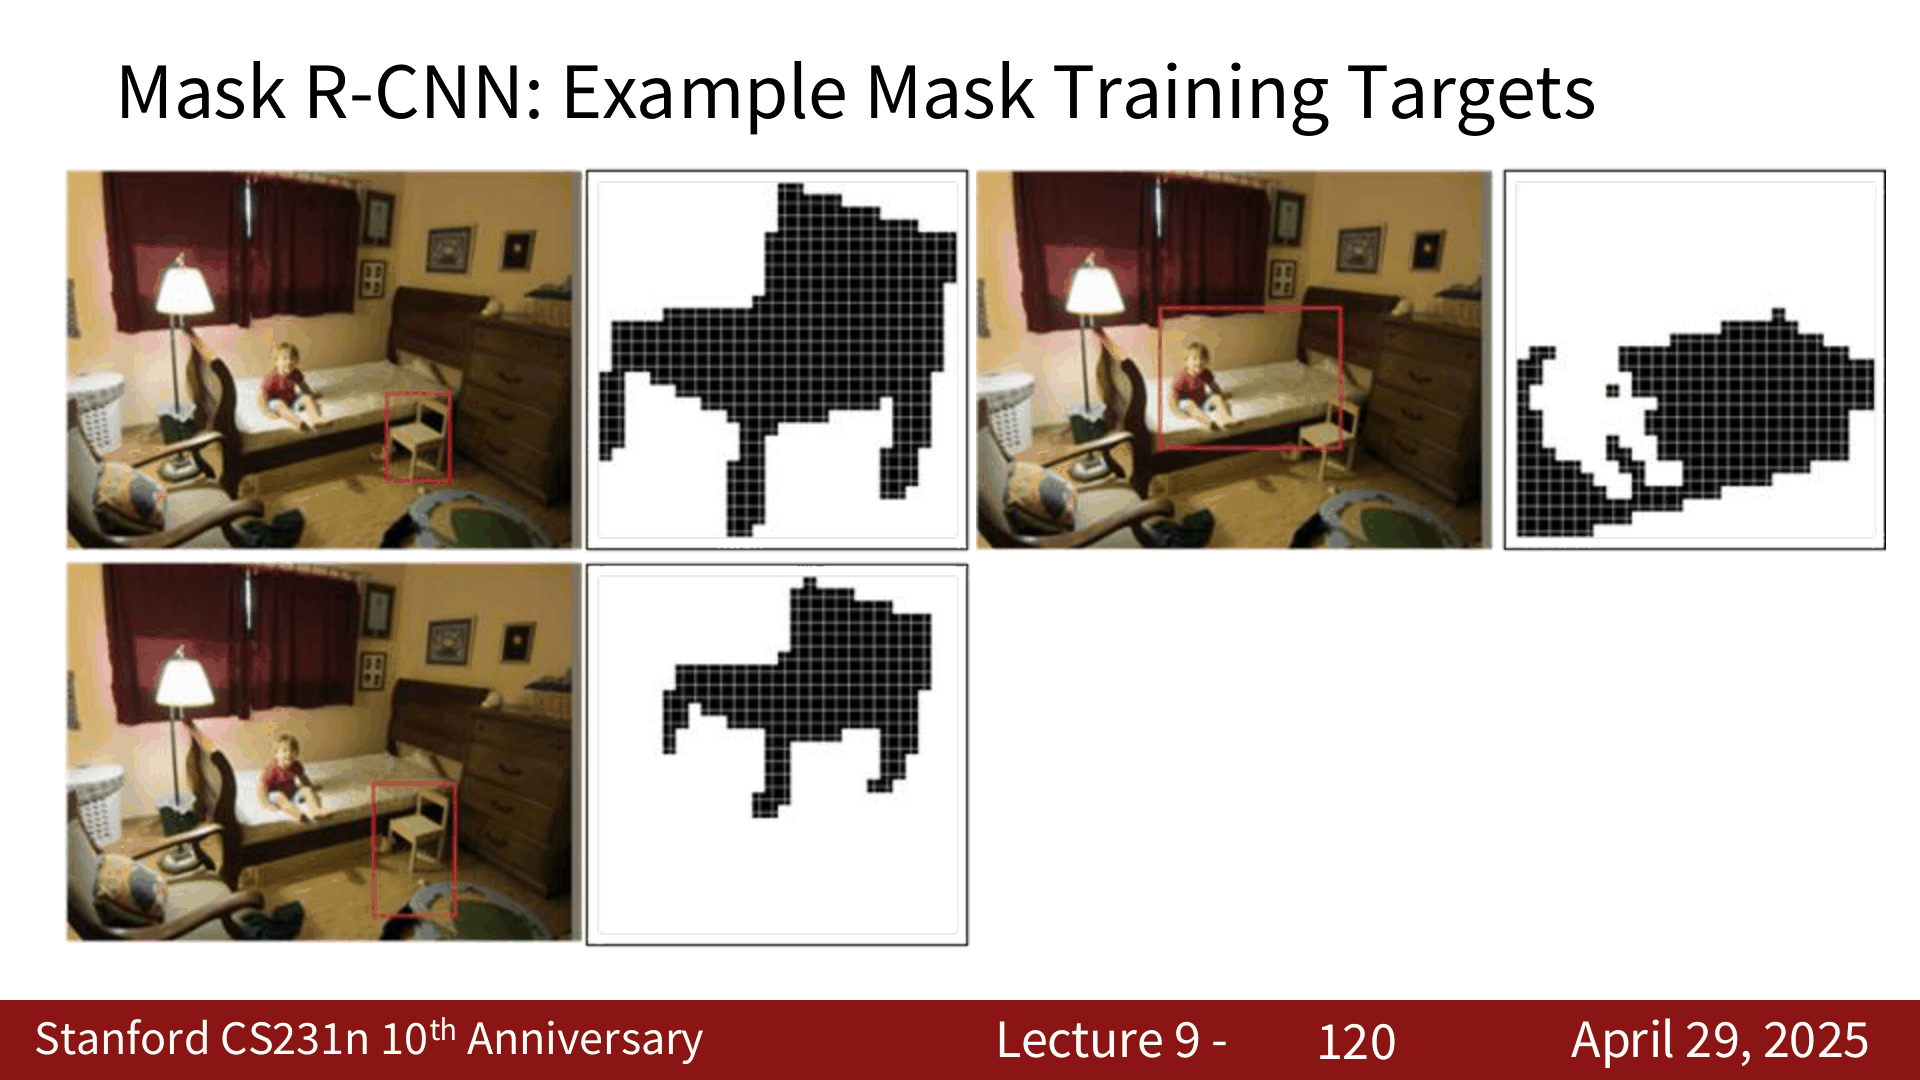 Mask R-CNN: Example Mask Training Targets
Stanford CS231n 10th Anniversary
Lecture 9 - 120
April 29, 2025